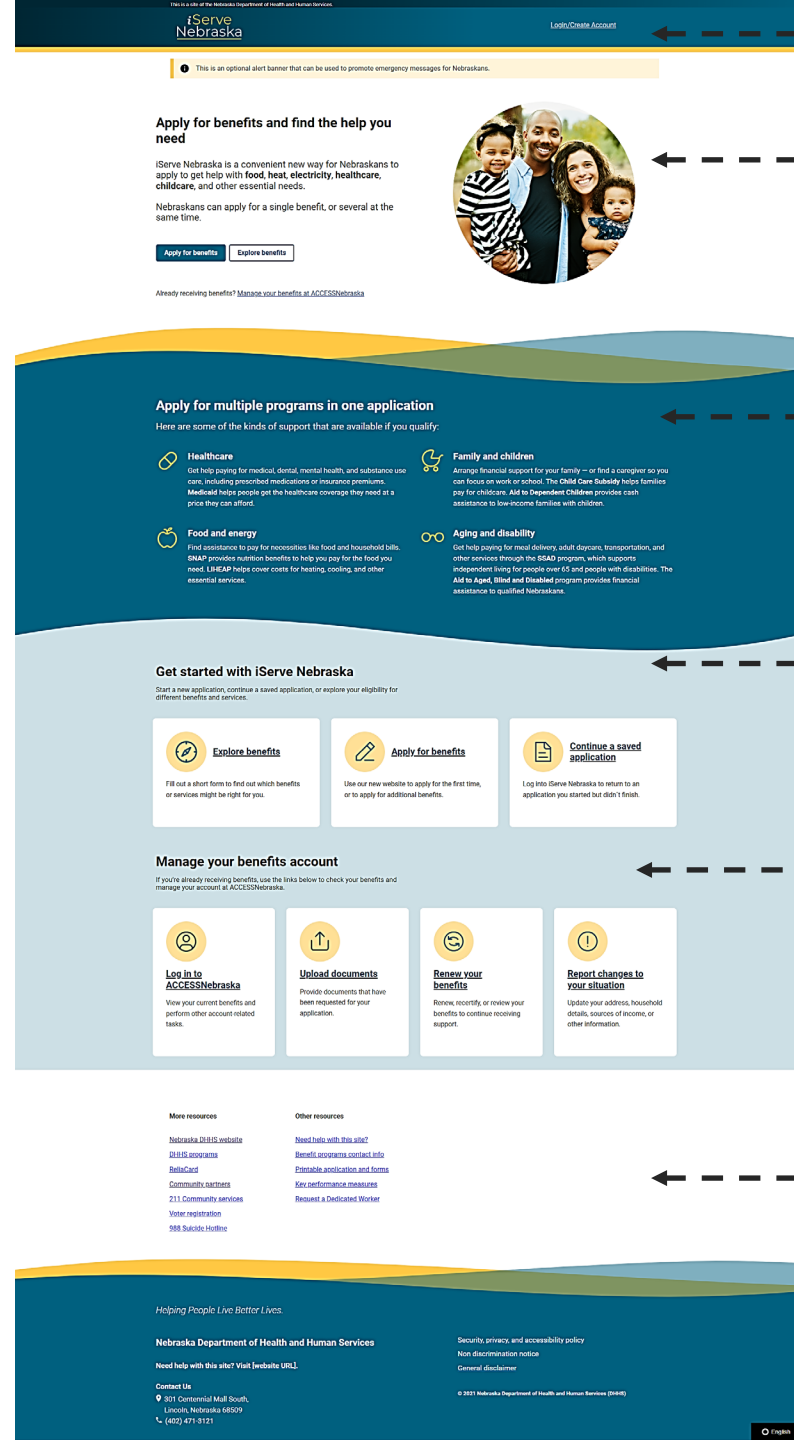 This is a site of the Nebraska Department of Health and Human Services.
iServe
Nebraska
Login/Create Account
This is an optional alert banner that can be used to promote emergency messages for Nebraskans.
Apply for benefits and find the help you
need
iServe Nebraska is a convenient new way for Nebraskans to
apply to get help with food, heat, electricity, healthcare,
childcare, and other essential needs.
Nebraskans can apply for a single benefit, or several at the
same time.
Apply for benefits
Explore benefits
Already receiving benefits? Manage your benefits at ACCESSNebraska
Apply for multiple programs in one application
Here are some of the kinds of support that are available if you qualify:
Healthcare
Get help paying for medical, dental, mental health, and substance use
care, including prescribed medications or insurance premiums.
Medicaid helps people get the healthcare coverage they need at a
price they can afford.
Family and children
Arrange financial support for your family — or find a caregiver so you
can focus on work or school. The Child Care Subsidy helps families
pay for childcare. Aid to Dependent Children provides cash
assistance to low-income families with children.
Food and energy
Find assistance to pay for necessities like food and household bills.
SNAP provides nutrition benefits to help you pay for the food you
need. LIHEAP helps cover costs for heating, cooling, and other
essential services.
Aging and disability
Get help paying for meal delivery, adult daycare, transportation, and
other services through the SSAD program, which supports
independent living for people over 65 and people with disabilities. The
Aid to Aged, Blind and Disabled program provides financial
assistance to qualified Nebraskans.
Get started with iServe Nebraska
Start a new application, continue a saved application, or explore your eligibility for
different benefits and services.
Explore benefits
Fill out a short form to find out which benefits
or services might be right for you.
Apply for benefits
Use our new website to apply for the first time,
or to apply for additional benefits.
Continue a saved
application
Log into iServe Nebraska to return to an
application you started but didn't finish.
Manage your benefits account
If you're already receiving benefits, use the links below to check your benefits and
manage your account at ACCESSNebraska.
Log in to
ACCESSNebraska
View your current benefits and
perform other account-related
tasks.
Upload documents
Provide documents that have
been requested for your
application.
Renew your
benefits
Renew, recertify, or review your
benefits to continue receiving
support.
Report changes to
your situation
Update your address, household
details, sources of income, or
other information.
More resources
Nebraska DHHS website
DHHS programs
ReliaCard
Community partners
211 Community services
Voter registration
988 Suicide Hotline
Other resources
Need help with this site?
Benefit programs contact info
Printable application and forms
Key performance measures
Request a Dedicated Worker
Helping People Live Better Lives.
Nebraska Department of Health and Human Services
Need help with this site? Visit [website URL].
Contact Us
301 Centennial Mall South,
Lincoln, Nebraska 68509
(402) 471-3121
Security, privacy, and accessibility policy
Non discrimination notice
General disclaimer
© 2021 Nebraska Department of Health and Human Services (DHHS)
English